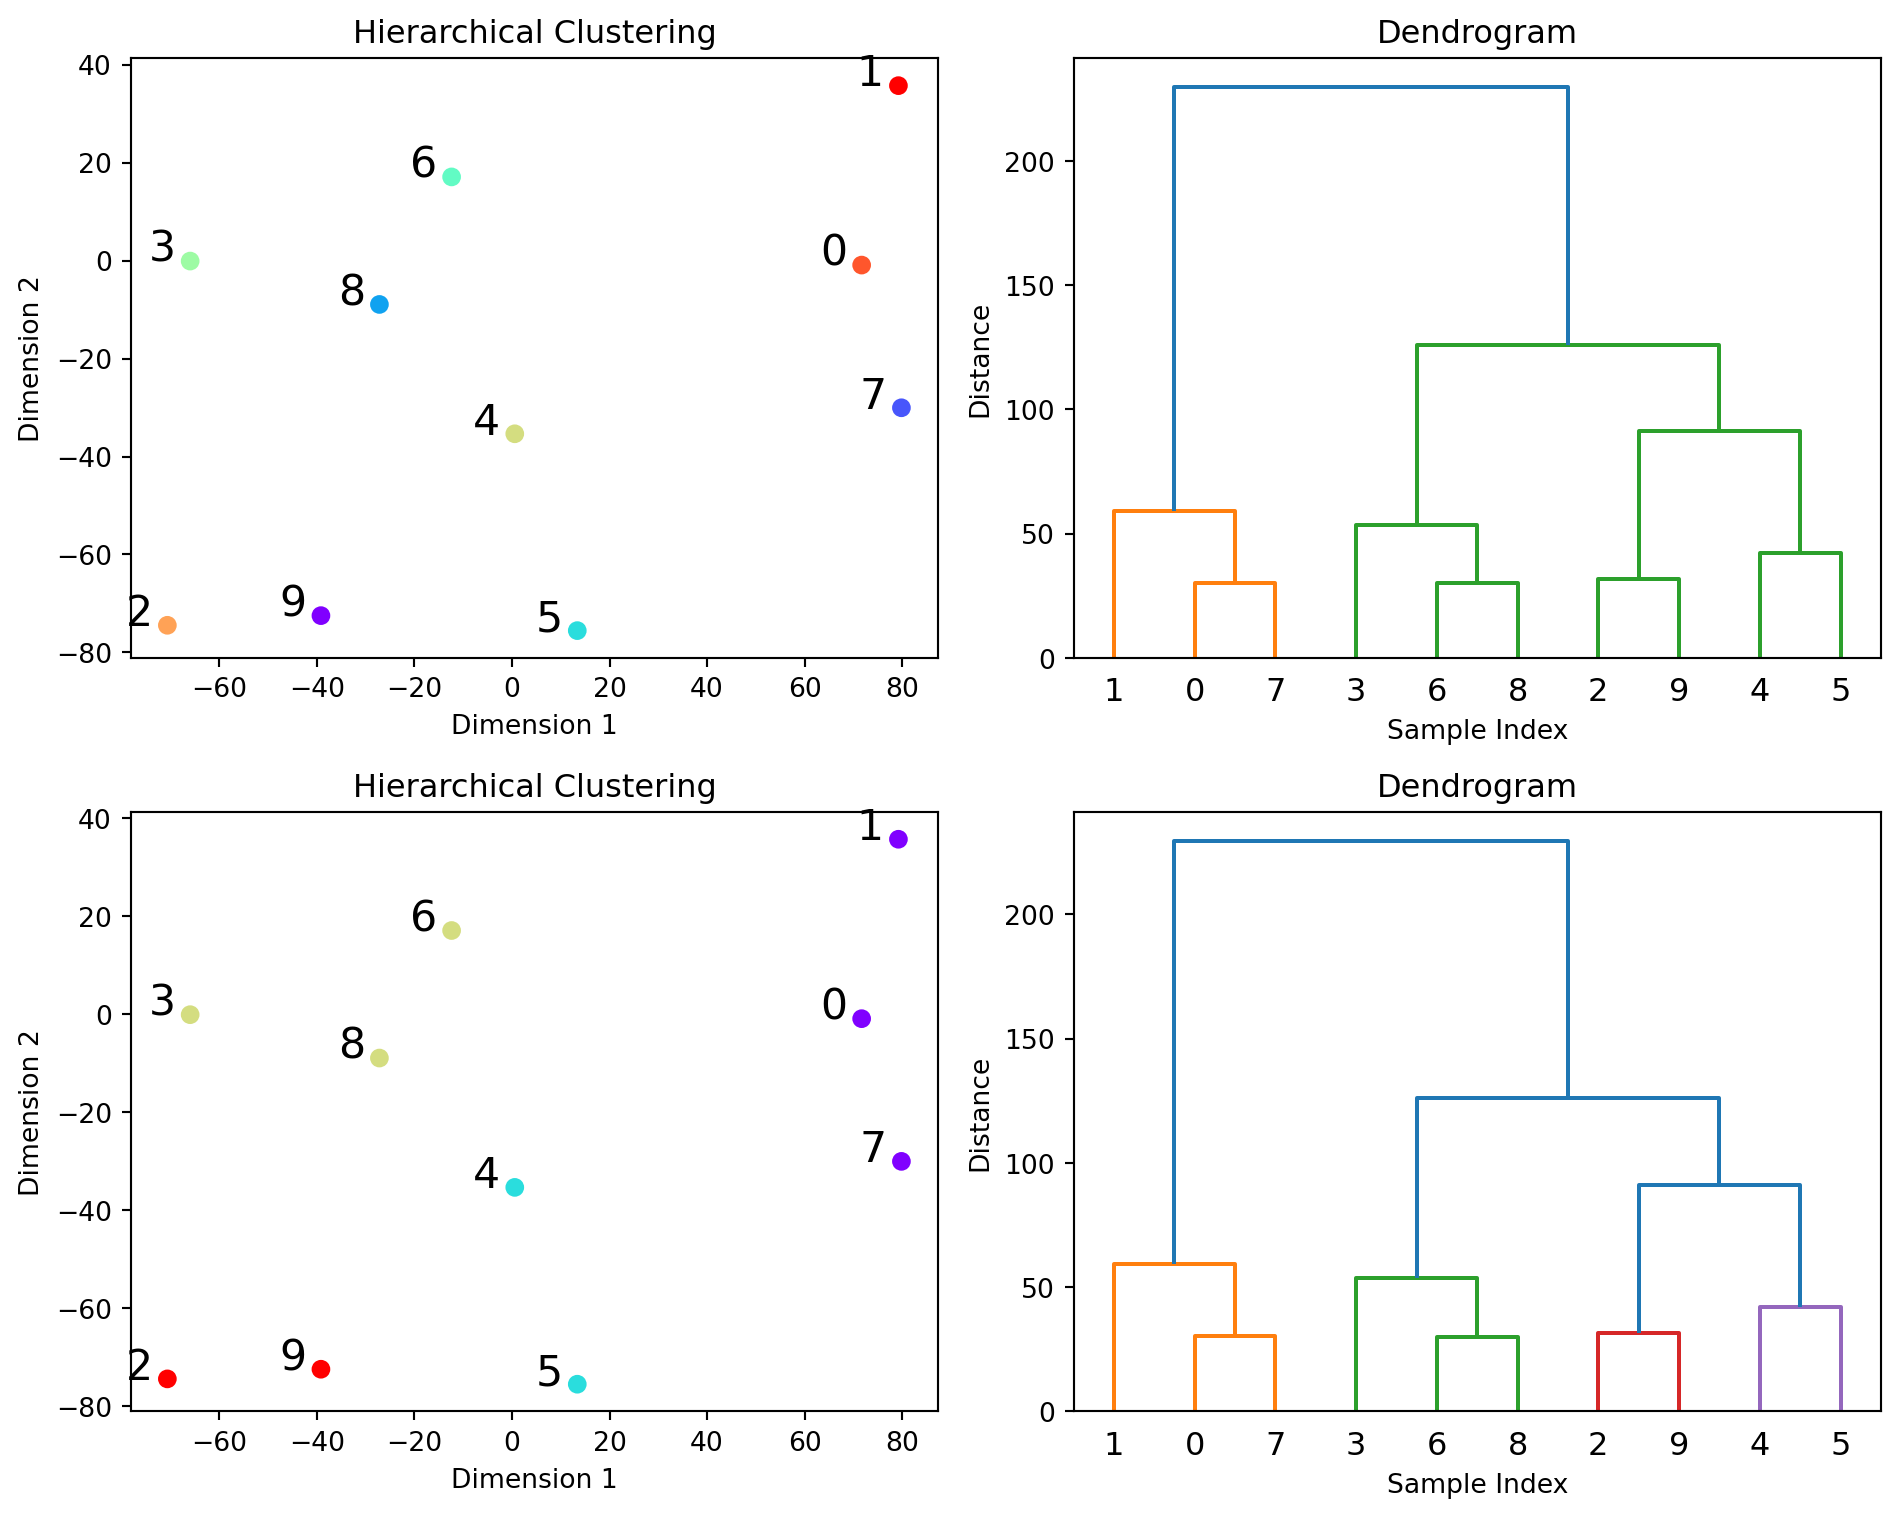 Hierarchical Clustering
Dimension 2
40
20
0
−20
−40
−60
−80
1
6
3
0
8
7
4
9
2
5
−60 −40 −20 0 20 40 60 80
Dimension 1
Dendrogram
Distance
200
150
100
50
0
1 0 7 3 6 8 2 9 4 5
Sample Index
Hierarchical Clustering
Dimension 2
40
20
0
−20
−40
−60
−80
1
6
3
0
8
7
4
9
2
5
−60 −40 −20 0 20 40 60 80
Dimension 1
Dendrogram
Distance
200
150
100
50
0
1 0 7 3 6 8 2 9 4 5
Sample Index